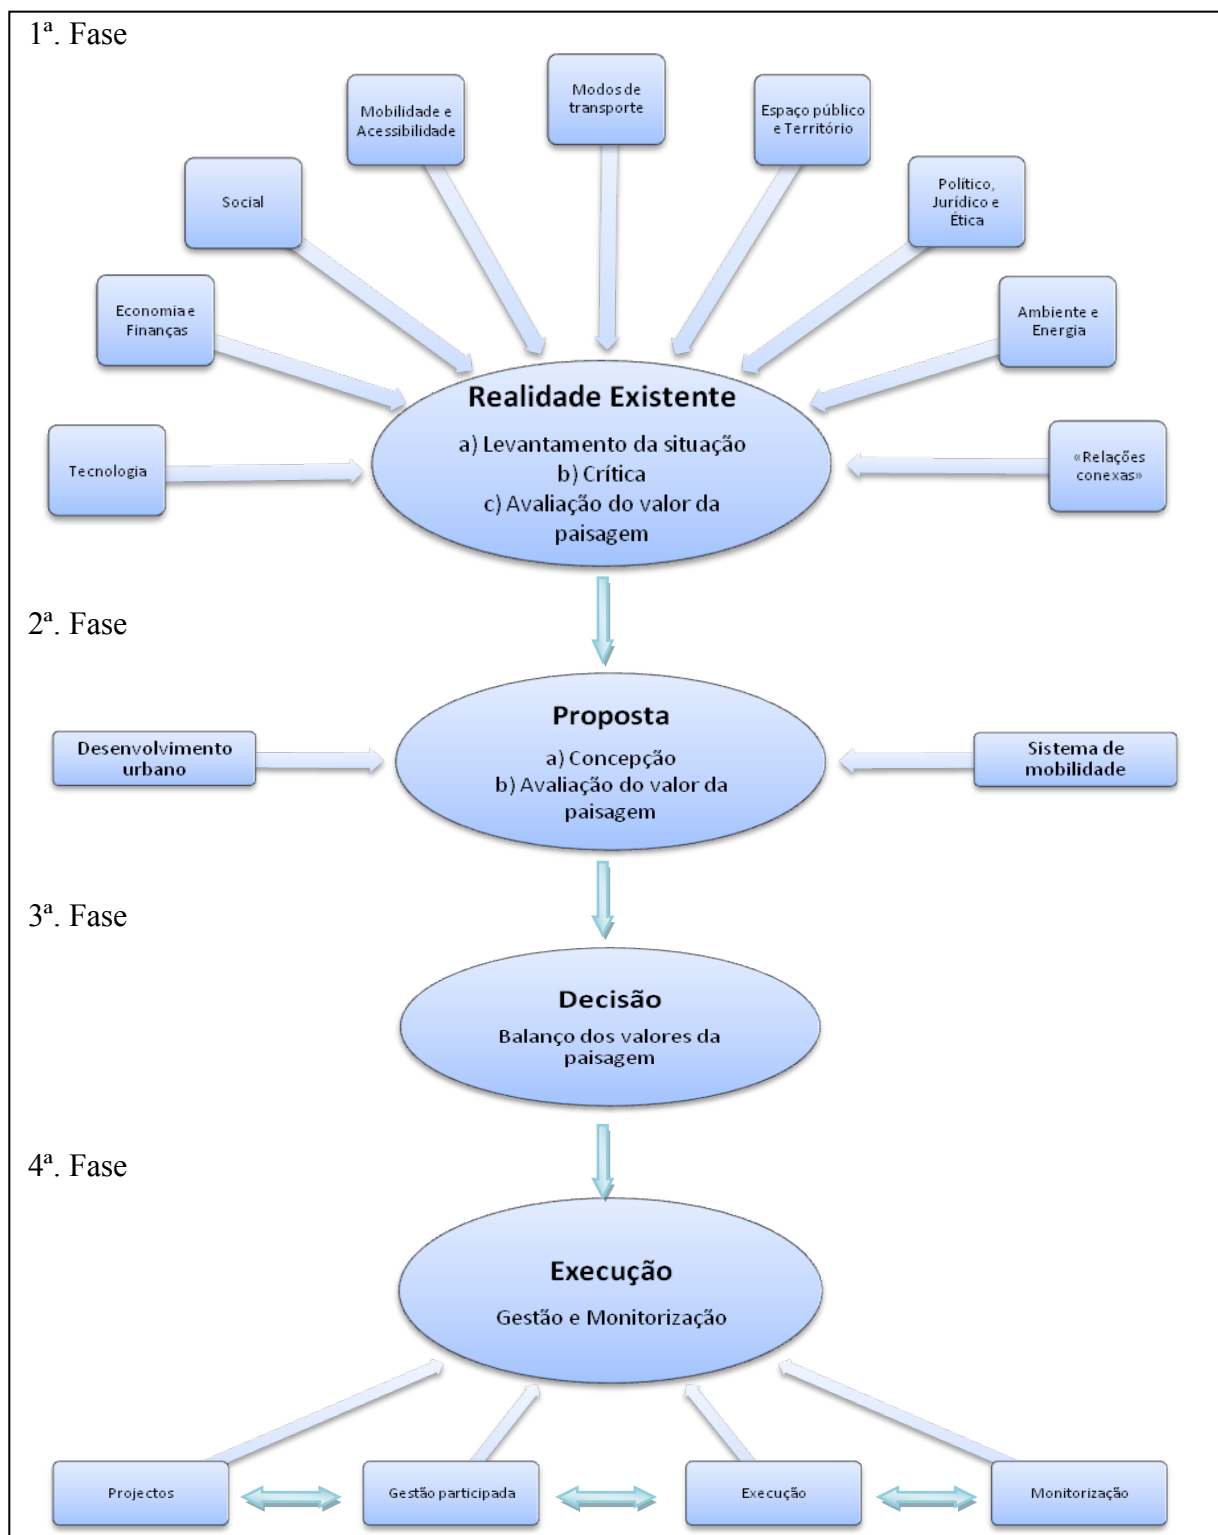 1ª. Fase
Modos de
transporte
Mobilidade e
Acessibilidade
Espaço público
e Território
Social
Político,
Jurídico e
Ética
Economia e
Finanças
Ambiente e
Energia
Tecnologia
«Relações
conexas»
Realidade Existente
a) Levantamento da situação
b) Crítica
c) Avaliação do valor da
paisagem
2ª. Fase
Desenvolvimento
urbano
Proposta
a) Concepção
b) Avaliação do valor da
paisagem
Sistema de
mobilidade
3ª. Fase
Decisão
Balanço dos valores da
paisagem
4ª. Fase
Execução
Gestão e Monitorização
Projectos
Gestão participada
Execução
Monitorização